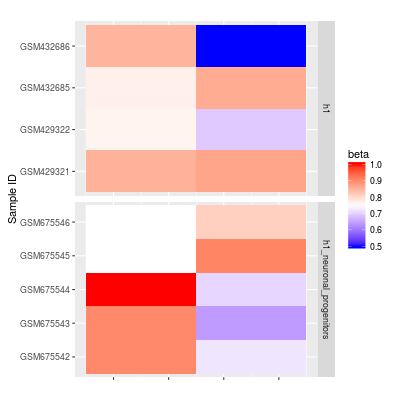 Sample ID
GSM432686
GSM432685
GSM429322
GSM429321
h1
GSM675546
GSM675545
GSM675544
GSM675543
GSM675542
h1_neuronal_progenitors
beta
1.0
0.9
0.8
0.7
0.6
0.5